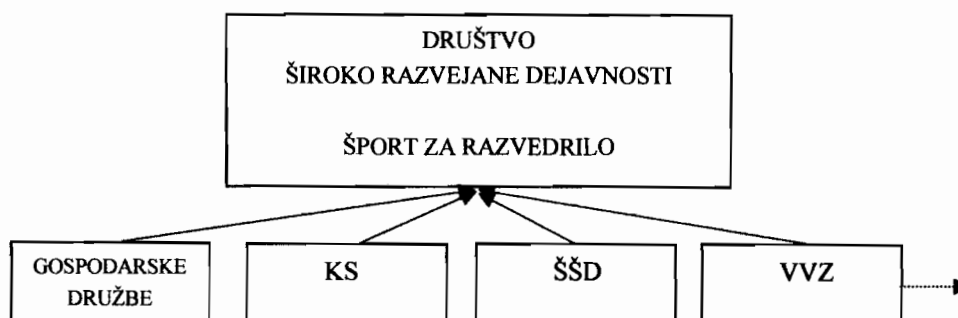 DRUŠTVO
ŠIROKO RAZVEJANE DEJAVNOSTI
ŠPORT ZA RAZVEDRILO
GOSPODARSKE
DRUŽBE
KS
ŠŠD
VVZ